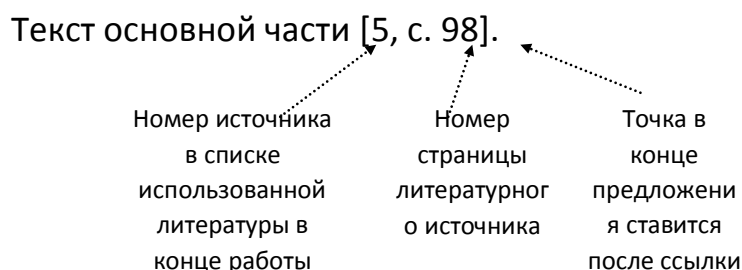 Текст основной части [5, с. 98].
Номер источника
в списке
использованной
литературы в
конце работы
Номер
страницы
литературног
о источника
Точка в
конце
предложени
я ставится
после ссылки